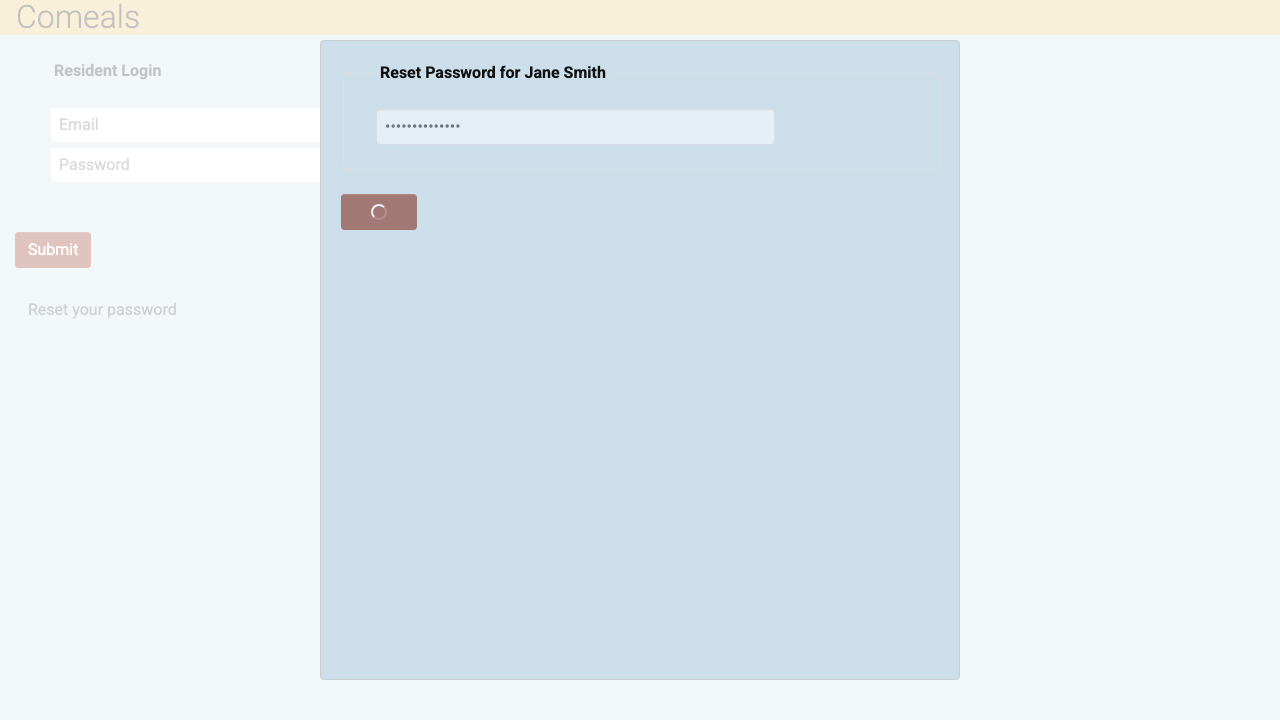 Comeals
Resident Login
Email
Password
Submit
Reset your password
Reset Password for Jane Smith
••••••••••••••